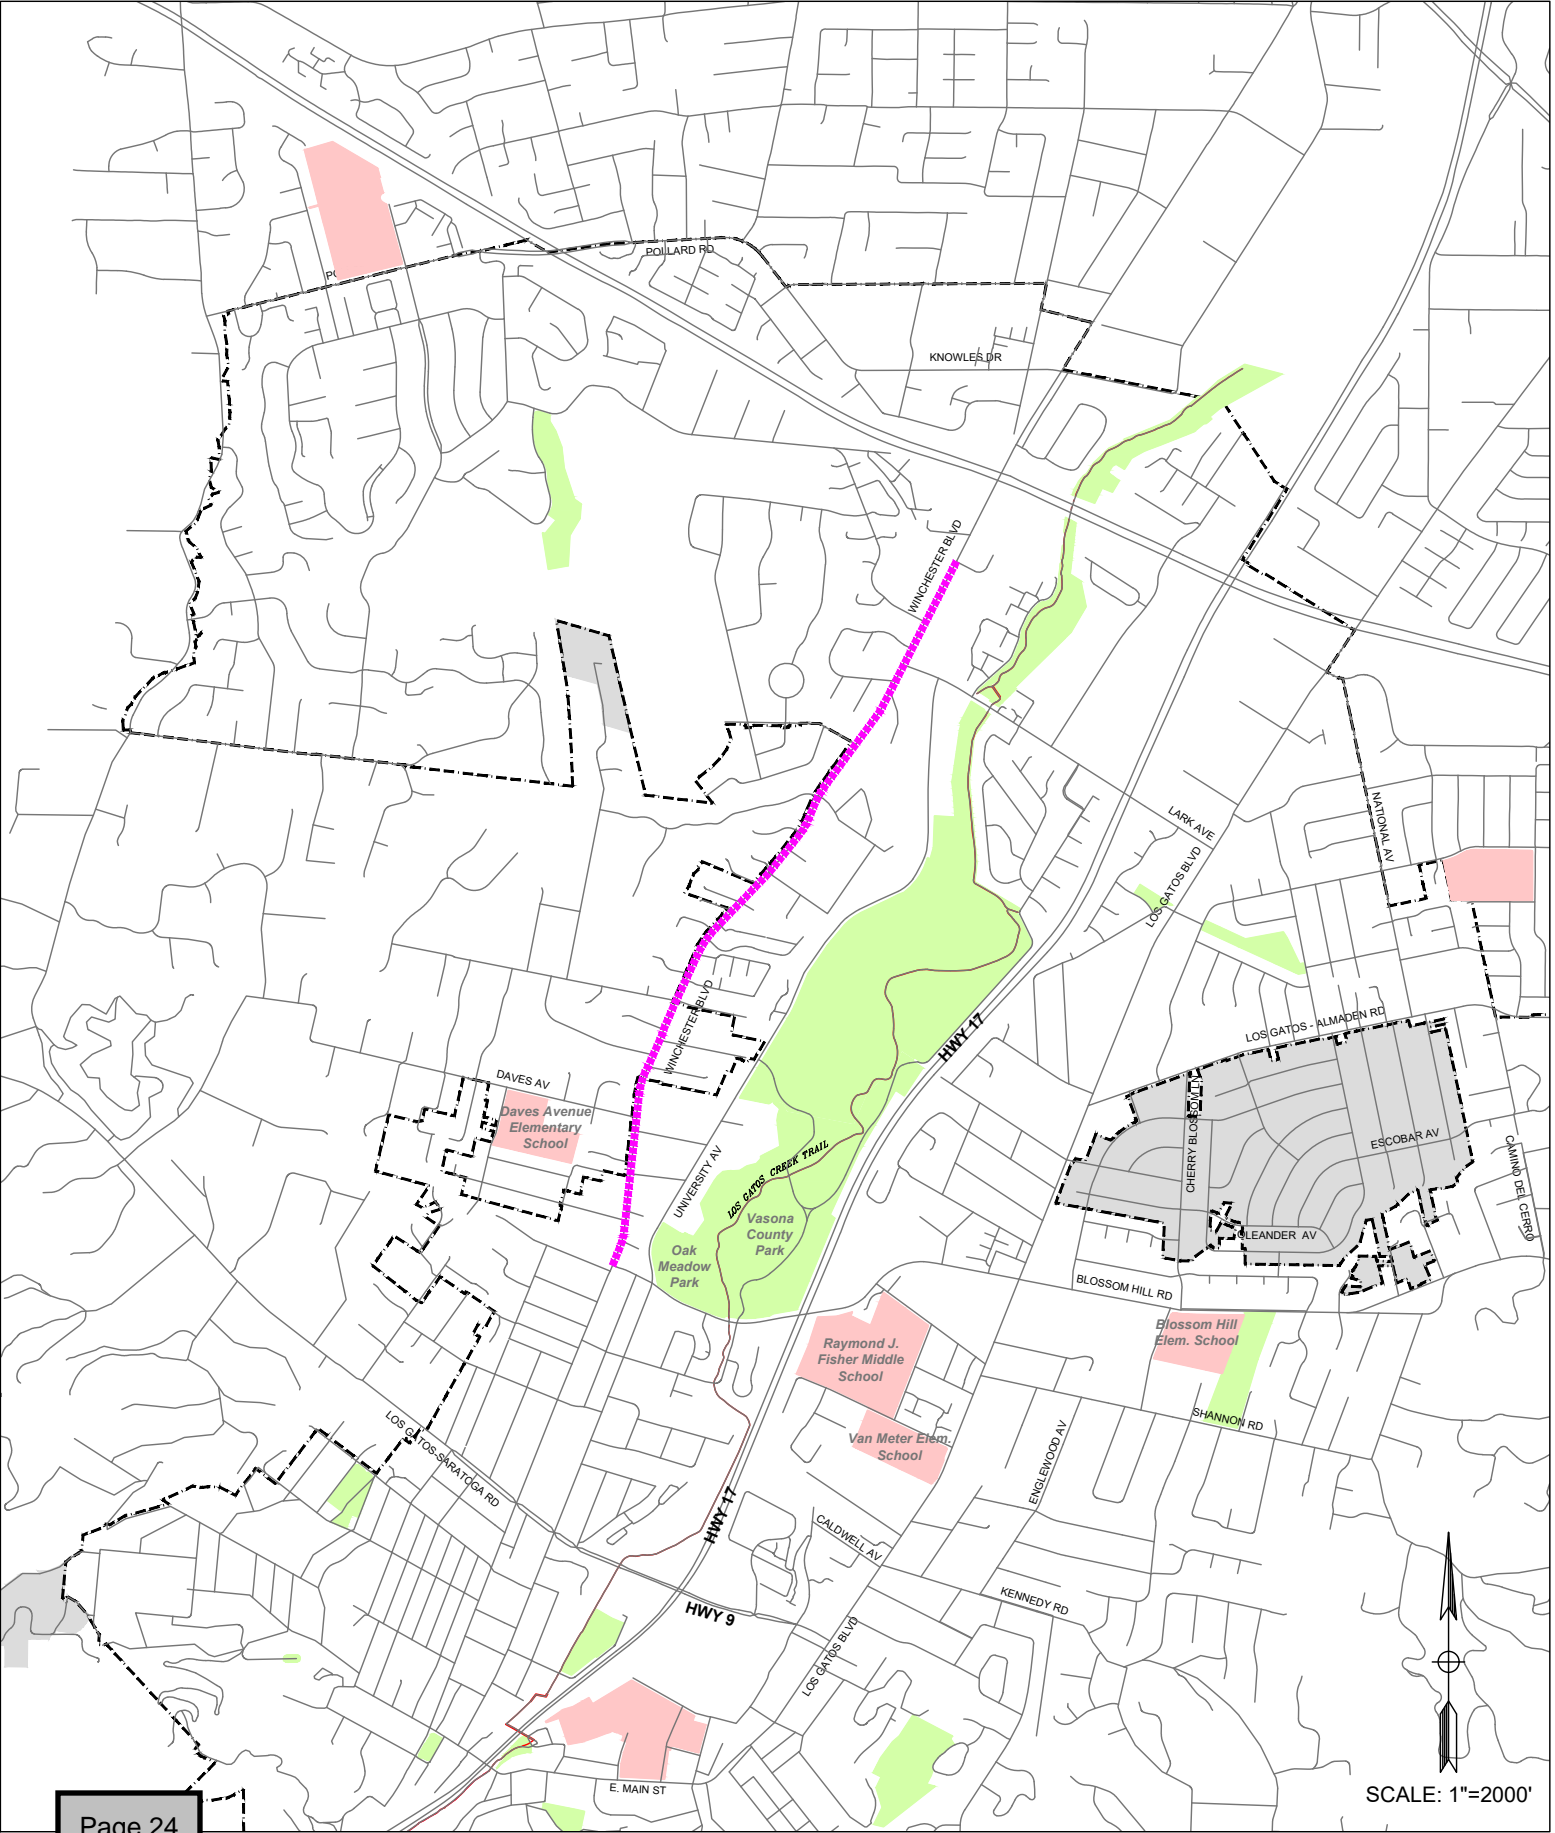 POLLARD RD
PO
KNOWLES DR
WINCHESTER BLVD
LARK AVE
LOS GATOS BLVD
NATIONAL AV
WINCHESTER BLVD
HWY 17
LOS GATOS - ALMADEN RD
DAVES AV
Daves Avenue
Elementary
School
CHERRY BLOSSOM LN
ESCOBAR AV
CAMINO DEL CERRO
UNIVERSITY AV
LOS GATOS CREEK TRAIL
Vasona
County
Park
Oak
Meadow
Park
OLEANDER AV
BLOSSOM HILL RD
Blossom Hill
Elem. School
Raymond J.
Fisher Middle
School
SHANNON RD
LOS GATOS-SARATOGA RD
Van Meter Elem.
School
ENGLEWOOD AV
HWY 17
CALDWELL AV
KENNEDY RD
HWY 9
LOS GATOS BLVD
E. MAIN ST
SCALE: 1"=2000'
Page 24